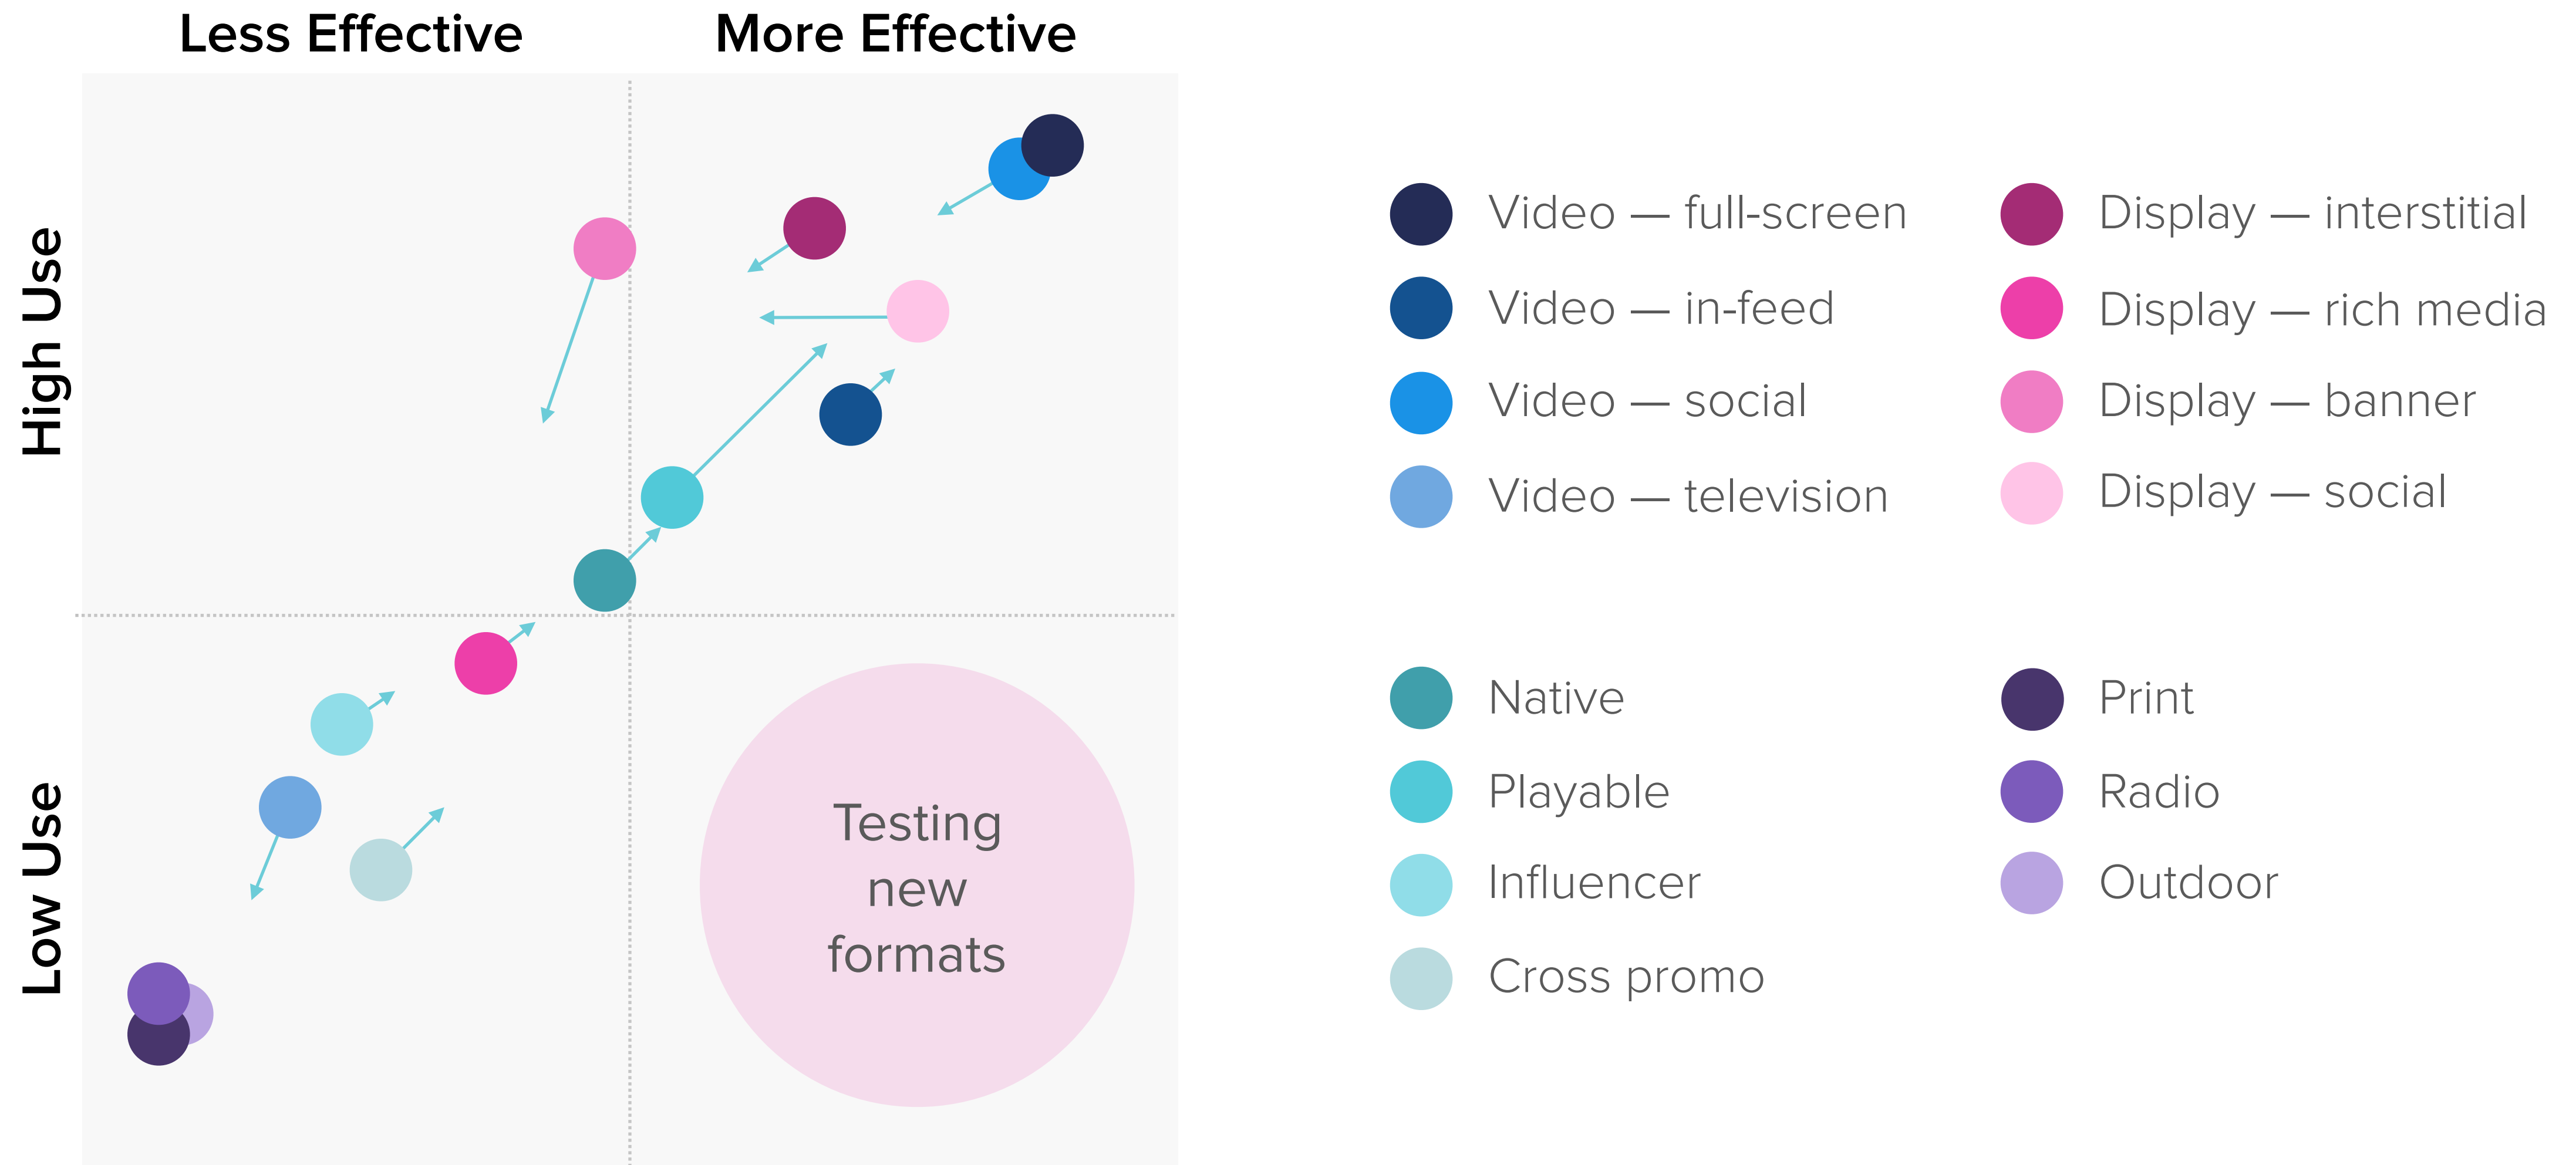 Less Effective
More Effective
High Use
Low Use
Testing
new
formats
Video — full-screen
Video — in-feed
Video — social
Video — television
Display — interstitial
Display — rich media
Display — banner
Display — social
Native
Playable
Influencer
Cross promo
Print
Radio
Outdoor